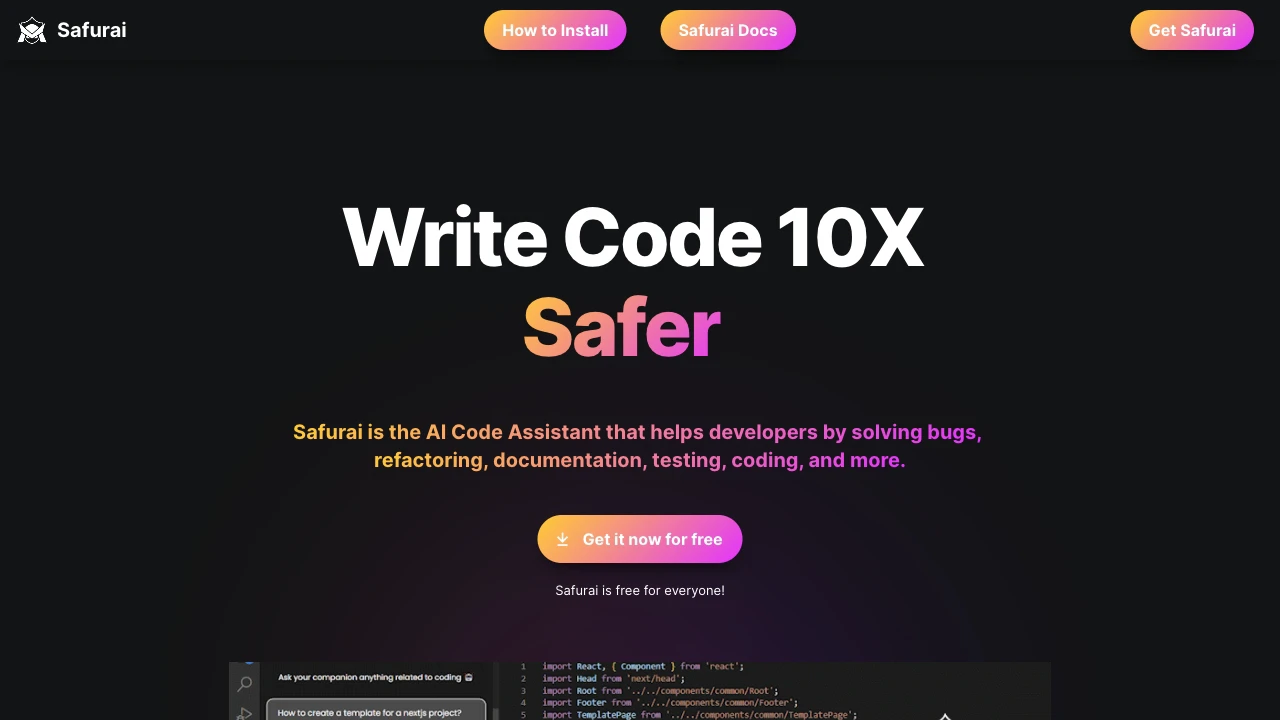 Safurai
How to Install
Safurai Docs
Get Safurai
Write Code 10X
Safer
Safurai is the AI Code Assistant that helps developers by solving bugs,
refactoring, documentation, testing, coding, and more.
Get it now for free
Safurai is free for everyone!
Ask your companion anything related to coding
How to create a template for a nextjs project?
1 import React, { Component } from 'react';
2 import Head from 'next/head';
3 import Root from '../../components/common/Root';
4 import Footer from '../../components/common/Footer';
5 import TemplatePage from '../../components/common/TemplatePage';